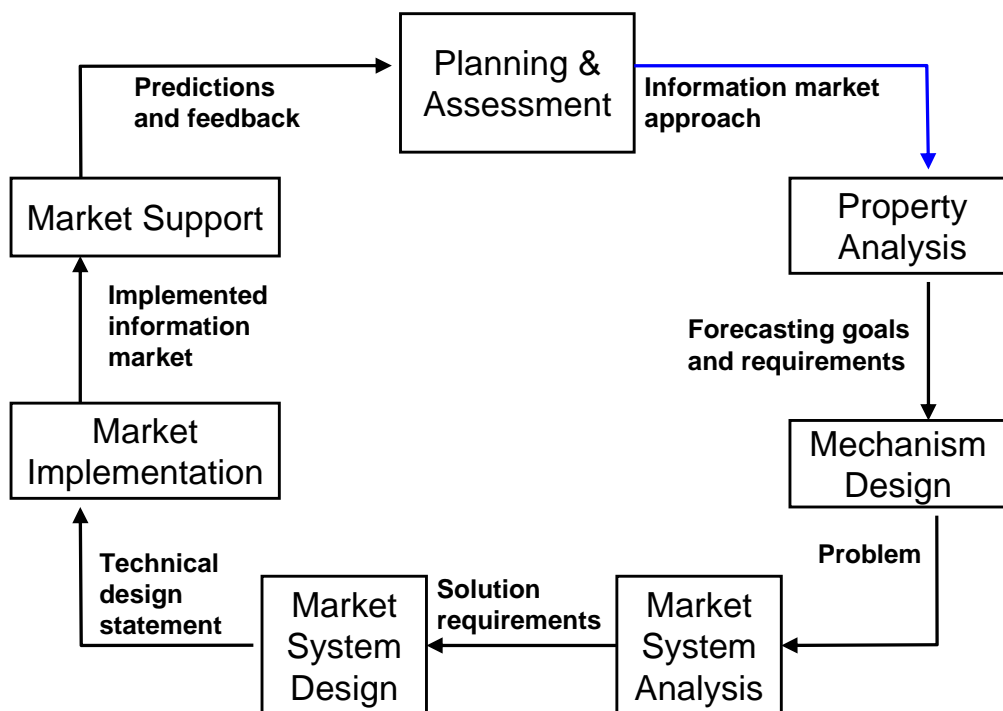 Planning &
Assessment
Information market
approach
Property
Analysis
Forecasting goals
and requirements
Mechanism
Design
Problem
Market
System
Analysis
Solution
requirements
Market
System
Design
Technical
design
statement
Market
Implementation
Implemented
information
market
Market Support
Predictions
and feedback